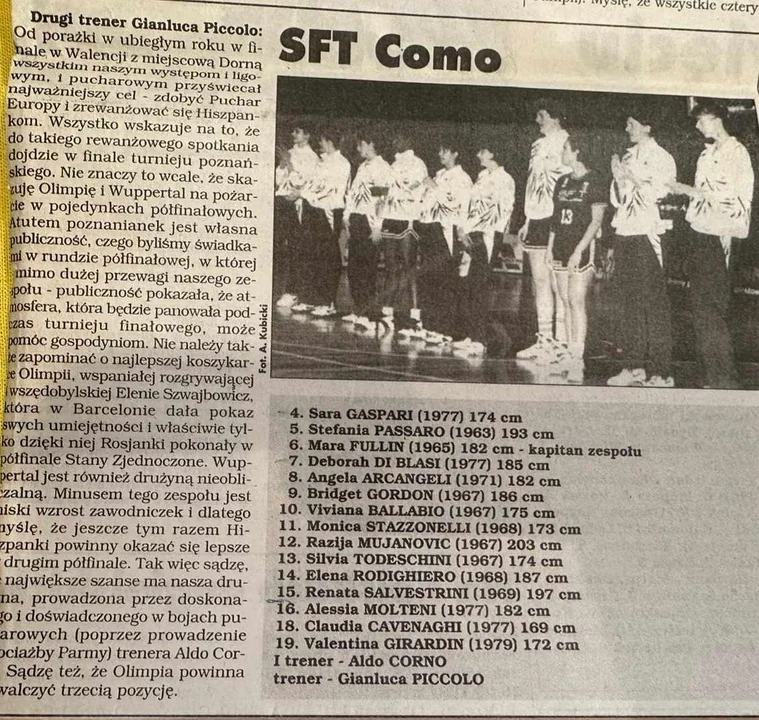 Myślę, że wszystkie cztery
Drugi trener Gianluca Piccolo:
Od porażki w ubiegłym roku w fi-
nale w Walencji z miejscową Dorną
wszystkim naszym występom i ligo-
wym, i pucharowym przyświecał
najważniejszy cel - zdobyć Puchar
Europy i zrewanżować się Hiszpan-
kom. Wszystko wskazuje na to, że
do takiego rewanżowego spotkania
dojdzie w finale turnieju poznań-
skiego. Nie znaczy to wcale, że ska-
zuję Olimpię i Wuppertal na pożar-
cie w pojedynkach półfinałowych.
Atutem poznanianek jest własna
publiczność, czego byliśmy świadka-
mi w rundzie półfinałowej, w której
mimo dużej przewagi naszego ze-
społu - publiczność pokazała, że at-
mosfera, która będzie panowała pod-
czas turnieju finałowego, może
pomóc gospodyniom. Nie należy tak-
że zapominać o najlepszej koszykar-
ce Olimpii, wspaniałej rozgrywającej
i wszędobylskiej Elenie Szwajbowicz,
która w Barcelonie dała pokaz
swych umiejętności i właściwie tyl-
ko dzięki niej Rosjanki pokonały w
półfinale Stany Zjednoczone. Wup-
pertal jest również drużyną nieobli-
czalną. Minusem tego zespołu jest
niski wzrost zawodniczek i dlatego
myślę, że jeszcze tym razem Hi-
szpanki powinny okazać się lepsze
drugim półfinale. Tak więc sądzę,
największe szanse ma nasza dru-
na, prowadzona przez doskona-
go i doświadczonego w bojach pu-
arowych (poprzez prowadzenie
ociażby Parmy) trenera Aldo Cor-
Sądzę też, że Olimpia powinna
walczyć trzecią pozycję.
SFT Como
13
Fot. A. Kubicki
4. Sara GASPARI (1977) 174 cm
5. Stefania PASSARO (1963) 193 cm
6. Mara FULLIN (1965) 182 cm - kapitan zespołu
7. Deborah DI BLASI (1977) 185 cm
8. Angela ARCANGELI (1971) 182 cm
9. Bridget GORDON (1967) 186 cm
10. Viviana BALLABIO (1967) 175 cm
11. Monica STAZZONELLI (1968) 173 cm
12. Razija MUJANOVIC (1967) 203 cm
13. Silvia TODESCHINI (1967) 174 cm
14. Elena RODIGHIERO (1968) 187 cm
15. Renata SALVESTRINI (1969) 197 cm
16. Alessia MOLTENI (1977) 182 cm
18. Claudia CAVENAGHI (1977) 169 cm
19. Valentina GIRARDIN (1979) 172 cm
I trener - Aldo CORNO
trener - Gianluca PICCOLO